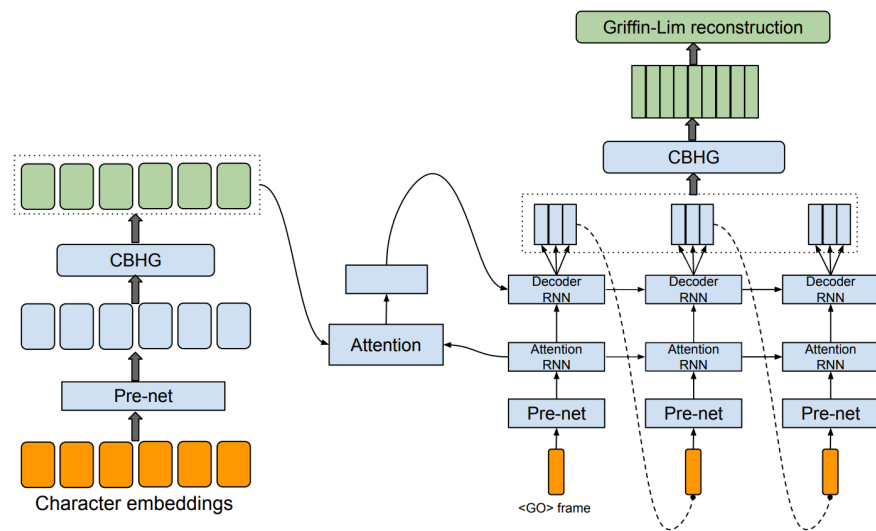 Griffin-Lim reconstruction
CBHG
CBHG
Decoder
RNN
Decoder
RNN
Decoder
RNN
Attention
Attention
RNN
Attention
RNN
Attention
RNN
Pre-net
Pre-net
Pre-net
Pre-net
Character embeddings
<GO> frame